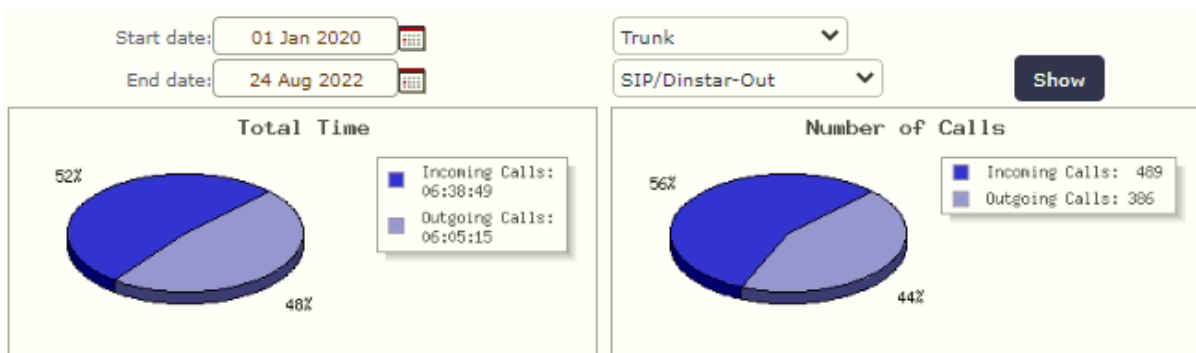 Start date: 01 Jan 2020
Trunk
End date: 24 Aug 2022
SIP/Dinstar-Out
Show
Total Time
52%
48%
Incoming Calls:
06:38:49
Outgoing Calls:
06:05:15
Number of Calls
56%
44%
Incoming Calls: 489
Outgoing Calls: 386